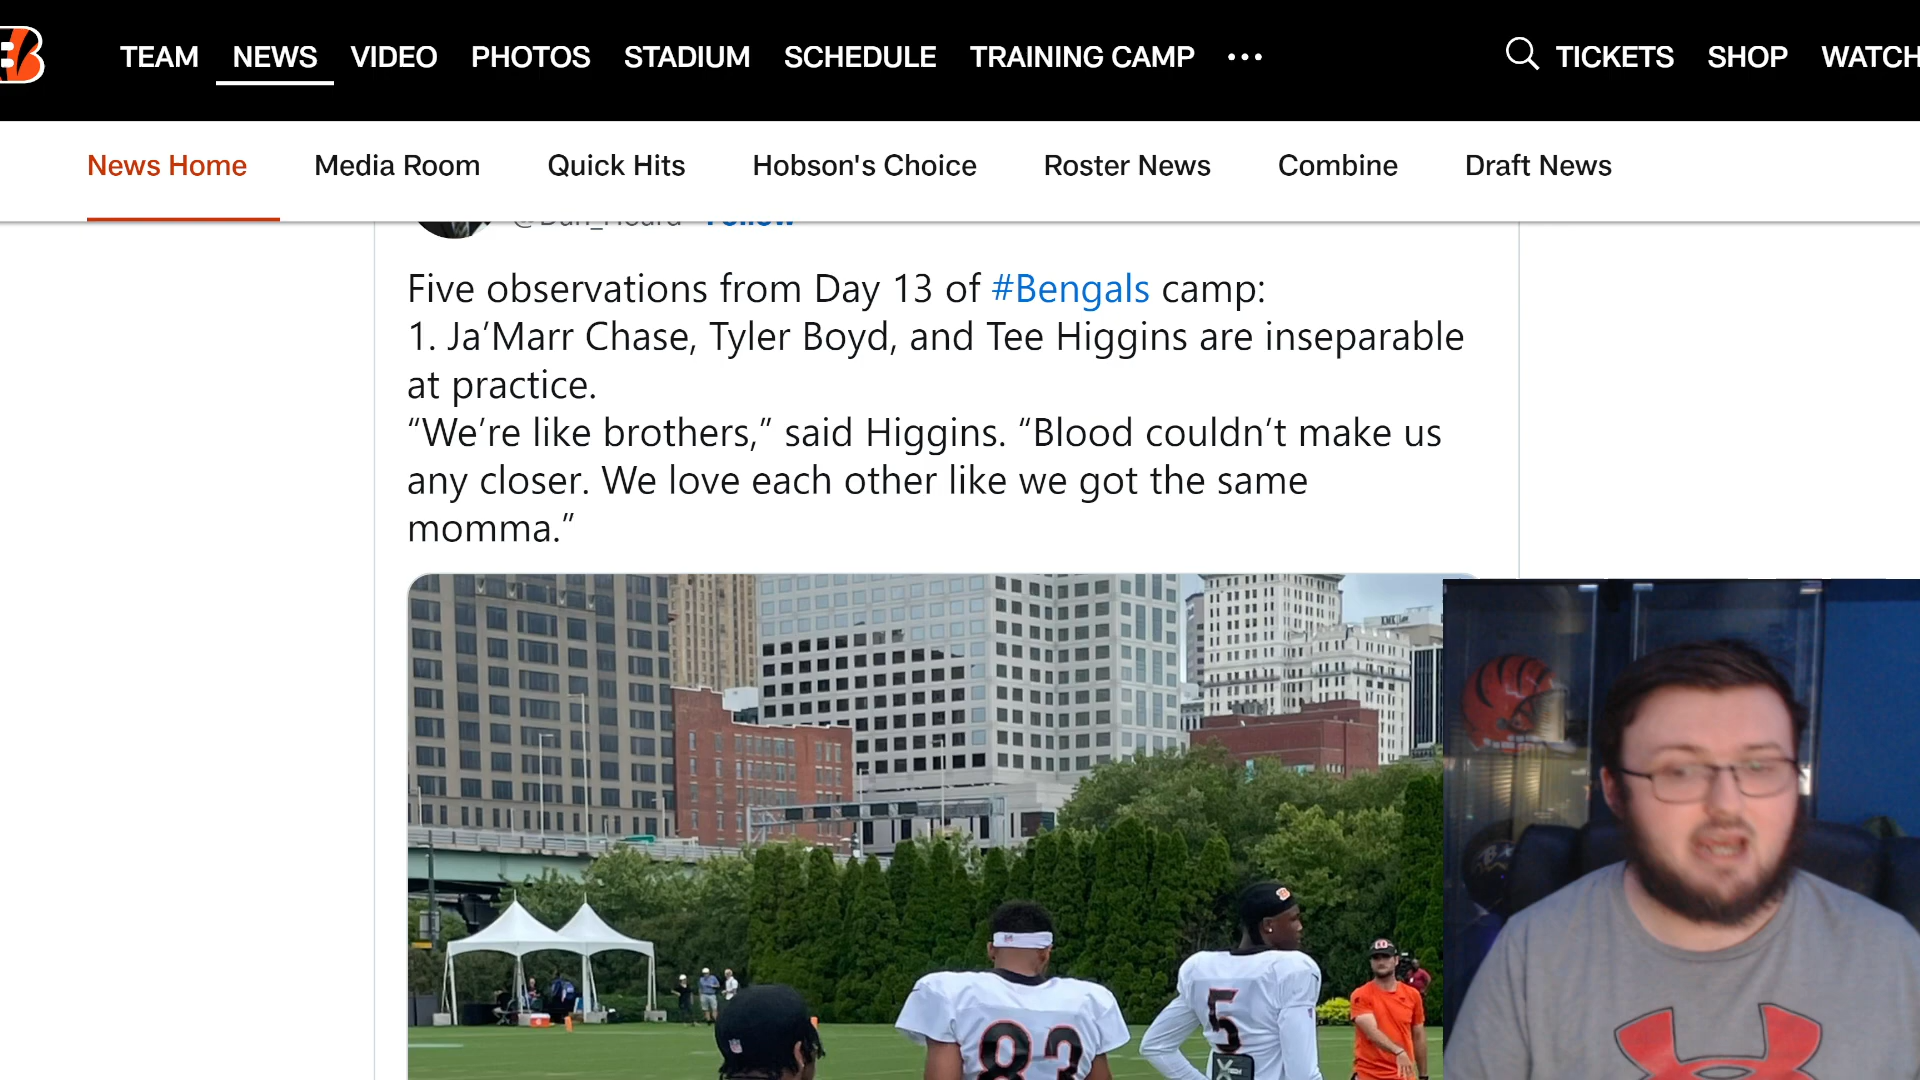 TEAM NEWS VIDEO PHOTOS STADIUM SCHEDULE TRAINING CAMP ••• TICKETS SHOP WATCH
News Home Media Room Quick Hits Hobson's Choice Roster News Combine Draft News
Five observations from Day 13 of #Bengals camp:
1. Ja’Marr Chase, Tyler Boyd, and Tee Higgins are inseparable
at practice.
“We’re like brothers,” said Higgins. “Blood couldn’t make us
any closer. We love each other like we got the same
momma.”
83
5